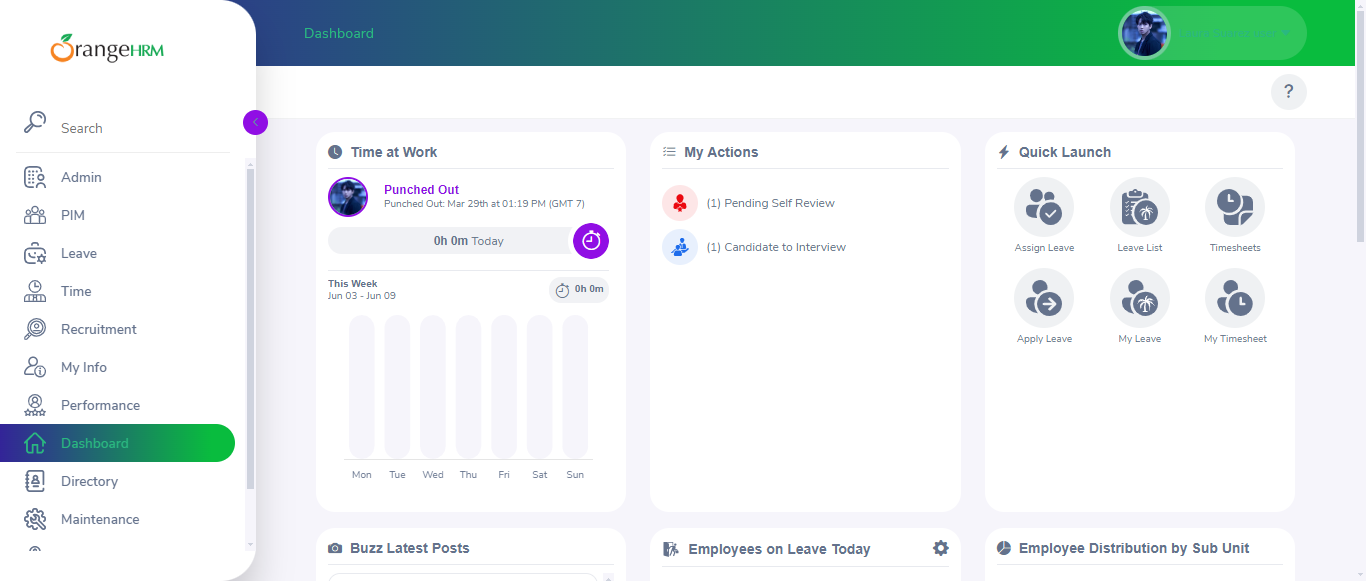 OrangeHRM
Dashboard
?
Search
Admin
PIM
Leave
Time
Recruitment
My Info
Performance
Dashboard
Directory
Maintenance
Time at Work
Punched Out
Punched Out: Mar 29th at 01:19 PM (GMT 7)
0h 0m Today
This Week
Jun 03 - Jun 09
0h 0m
Mon Tue Wed Thu Fri Sat Sun
My Actions
(1) Pending Self Review
(1) Candidate to Interview
Quick Launch
Assign Leave Leave List Timesheets
Apply Leave My Leave My Timesheet
Buzz Latest Posts
Employees on Leave Today
Employee Distribution by Sub Unit